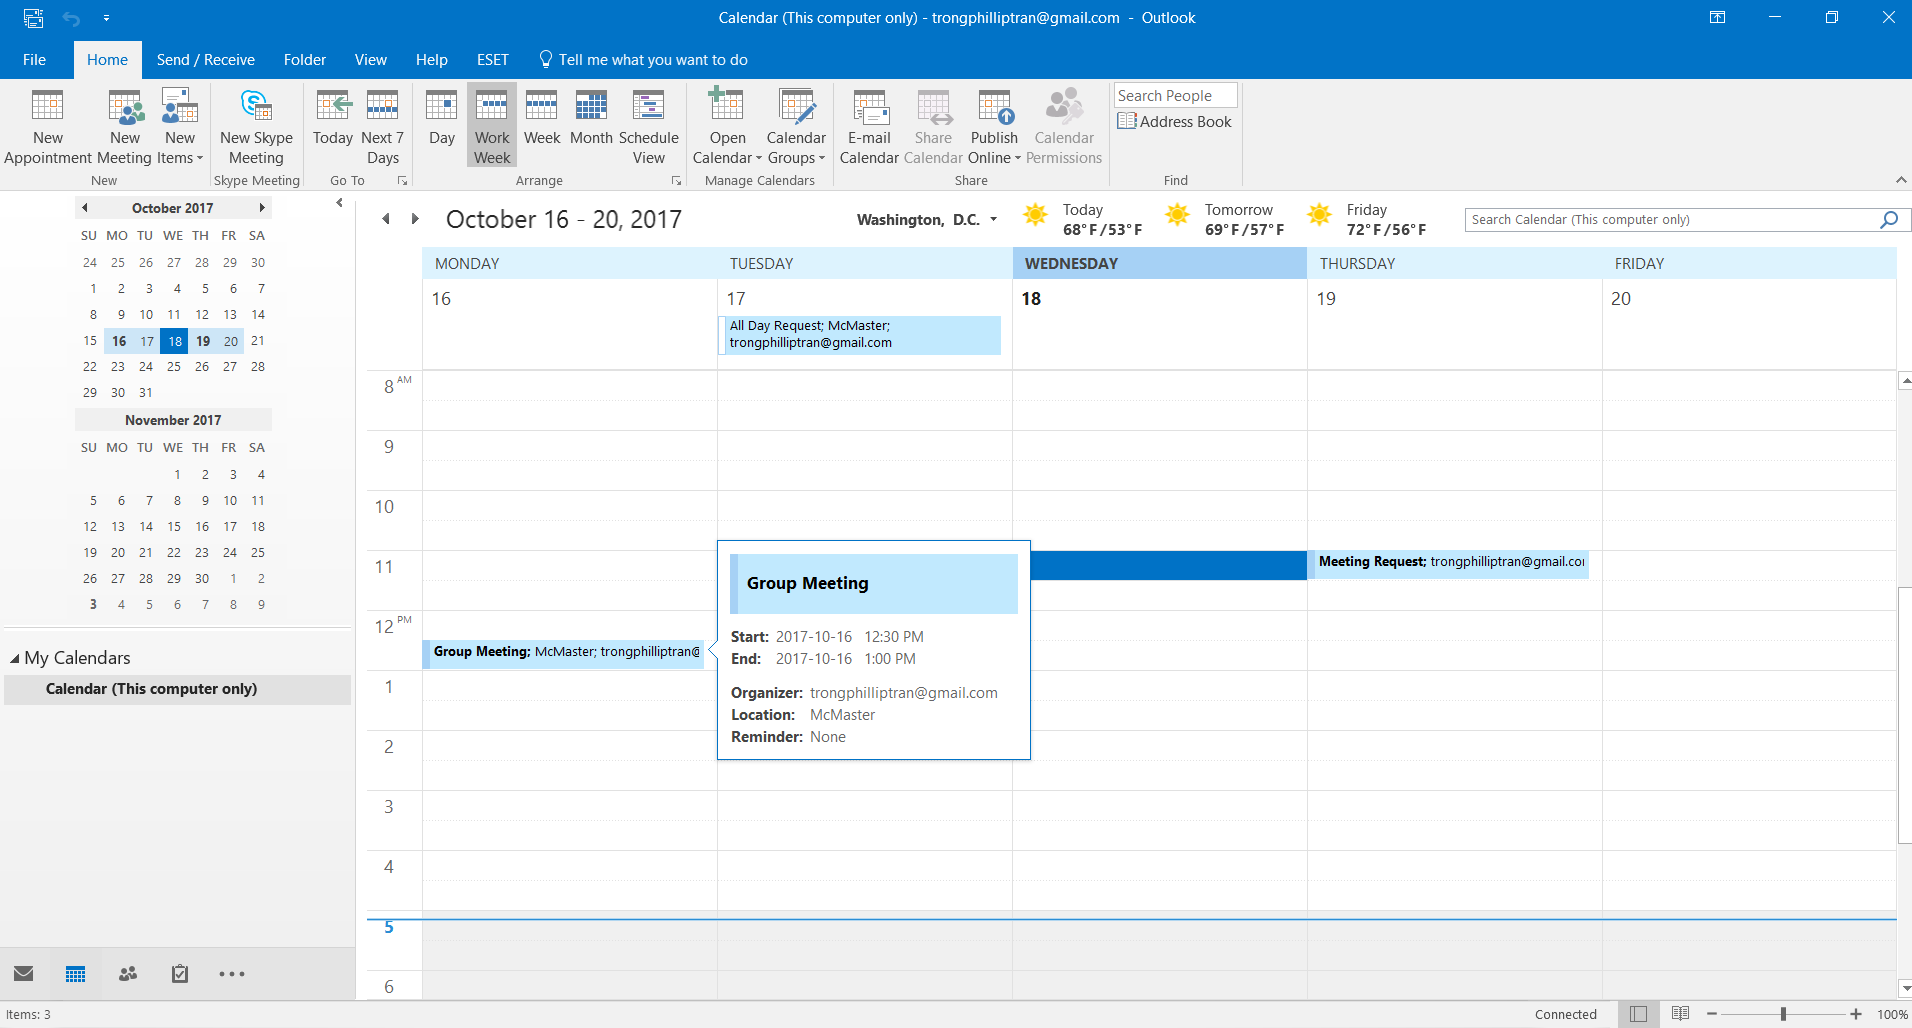 Calendar (This computer only) - trongphilliptran@gmail.com - Outlook
File Home Send / Receive Folder View Help ESET Tell me what you want to do
New Appointment
New Meeting
New Items
New
New Skype Meeting
Skype Meeting
Today
Next 7 Days
Go To
Day
Work Week
Week
Month
Schedule View
Arrange
Open Calendar
Calendar Groups
Manage Calendars
E-mail Calendar
Share Calendar
Publish Online
Calendar Permissions
Share
Search People
Address Book
Find
October 2017
SU MO TU WE TH FR SA
24 25 26 27 28 29 30
1 2 3 4 5 6 7
8 9 10 11 12 13 14
15 16 17 18 19 20 21
22 23 24 25 26 27 28
29 30 31
November 2017
SU MO TU WE TH FR SA
1 2 3 4
5 6 7 8 9 10 11
12 13 14 15 16 17 18
19 20 21 22 23 24 25
26 27 28 29 30 1 2
3 4 5 6 7 8 9
My Calendars
Calendar (This computer only)
October 16 - 20, 2017
Washington, D.C.
Today
68°F/53°F
Tomorrow
69°F/57°F
Friday
72°F/56°F
Search Calendar (This computer only)
MONDAY TUESDAY WEDNESDAY THURSDAY FRIDAY
16 17 18 19 20
All Day Request; McMaster;
trongphilliptran@gmail.com
8 AM
9
10
11
12 PM
1
2
3
4
5
6
Meeting Request; trongphilliptran@gmail.co
Group Meeting; McMaster; trongphilliptran@
Group Meeting
Start: 2017-10-16 12:30 PM
End: 2017-10-16 1:00 PM
Organizer: trongphilliptran@gmail.com
Location: McMaster
Reminder: None
Items: 3
Connected
100%